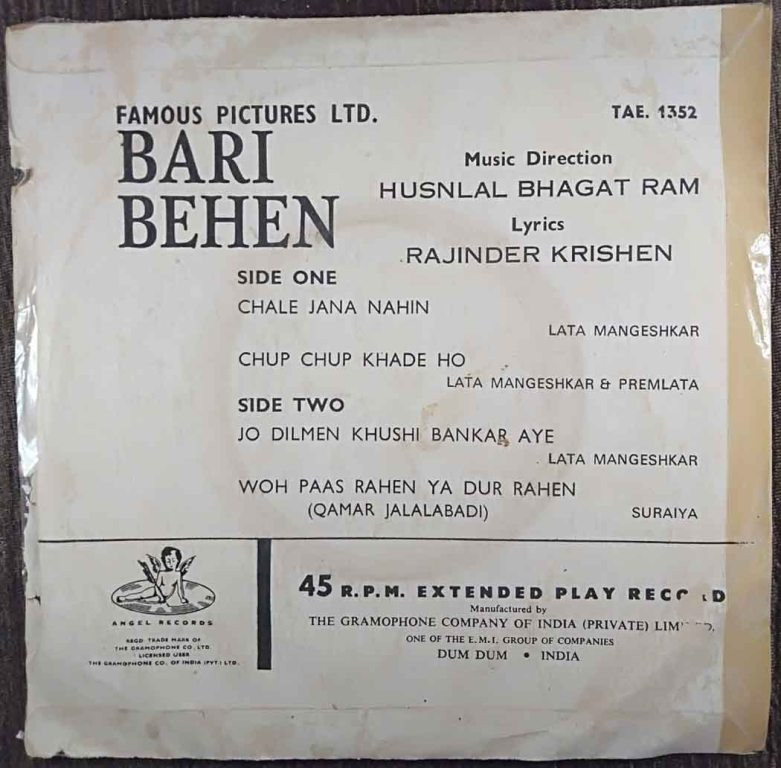 FAMOUS PICTURES LTD.
TAE. 1352
BARI
BEHEN
Music Direction
HUSNLAL BHAGAT RAM
Lyrics
RAJINDER KRISHEN
SIDE ONE
CHALE JANA NAHIN
LATA MANGESHKAR
CHUP CHUP KHADE HO
LATA MANGESHKAR & PREMLATA
SIDE TWO
JO DILMEN KHUSHI BANKAR AYE
LATA MANGESHKAR
WOH PAAS RAHEN YA DUR RAHEN
(QAMAR JALALABADI) SURAIYA
ANGEL RECORDS
REGD TRADE MARK OF
THE GRAMOPHONE CO. LTD.
LICENSED USER
THE GRAMOPHONE CO. OF INDIA (PVT.) LTD.
45 R.P.M. EXTENDED PLAY
Manufactured by
THE GRAMOPHONE COMPANY OF INDIA (PRIVATE)
ONE OF THE E.M.I. GROUP OF COMPANIES
DUM DUM • INDIA